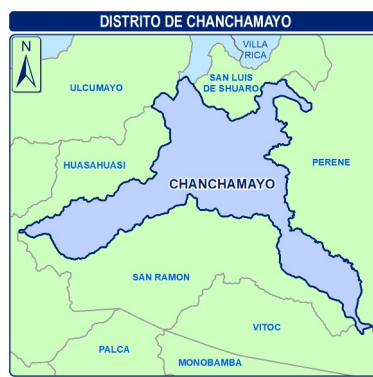 DISTRITO DE CHANCHAMAYO
N
VILLA
RICA
SAN LUIS
DE SHUARO
ULCUMAYO
HUASAHUASI
PERENE
CHANCHAMAYO
SAN RAMON
VITOC
PALCA
MONOBAMBA